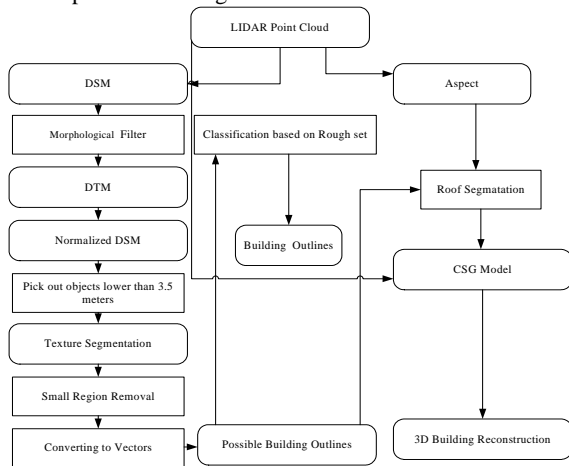 LIDAR Point Cloud
DSM
Aspect
Morphological Filter
Classification based on Rough set
DTM
Roof Segmatation
Normalized DSM
Building Outlines
CSG Model
Pick out objects lower than 3.5
meters
Texture Segmentation
Small Region Removal
Converting to Vectors
Possible Building Outlines
3D Building Reconstruction